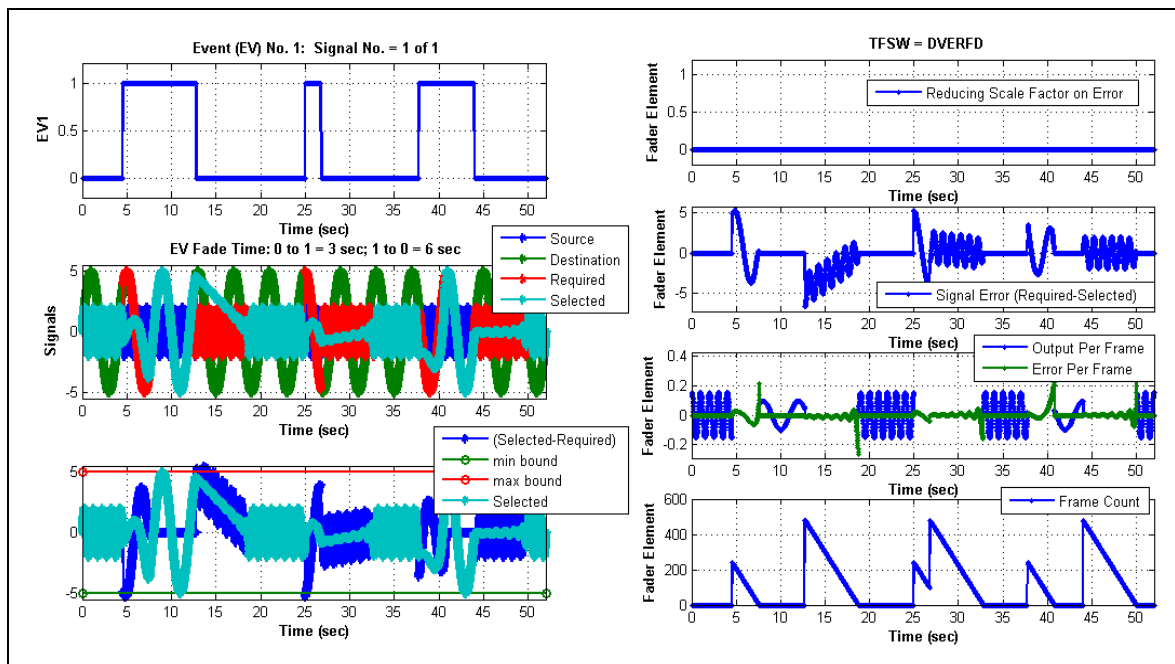 Event (EV) No. 1: Signal No. = 1 of 1
EV1
1
0.5
0
0 5 10 15 20 25 30 35 40 45 50
Time (sec)
EV Fade Time: 0 to 1 = 3 sec; 1 to 0 = 6 sec
Source
Destination
Required
Selected
Signals
5
0
-5
0 5 10 15 20 25 30 35 40 45 50
Time (sec)
(Selected-Required)
min bound
max bound
Selected
5
0
-5
0 5 10 15 20 25 30 35 40 45 50
Time (sec)
TFSW = DVERFD
Fader Element
1
0.5
0
Reducing Scale Factor on Error
0 5 10 15 20 25 30 35 40 45 50
Time (sec)
Fader Element
5
0
-5
Signal Error (Required-Selected)
0 5 10 15 20 25 30 35 40 45 50
Time (sec)
Output Per Frame
Error Per Frame
Fader Element
0.4
0.2
0
-0.2
0 5 10 15 20 25 30 35 40 45 50
Time (sec)
Frame Count
Fader Element
600
400
200
0
0 5 10 15 20 25 30 35 40 45 50
Time (sec)